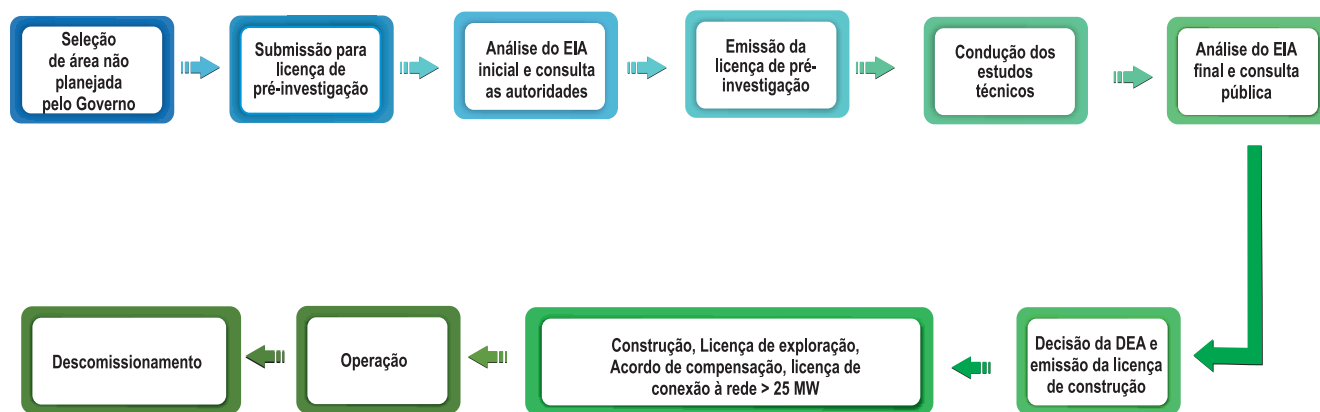 Seleção
de área não
planejada
pelo Governo
Submissão para
licença de
pré-investigação
Análise do EIA
inicial e consulta
as autoridades
Emissão da
licença de pré-
investigação
Condução dos
estudos
técnicos
Análise do EIA
final e consulta
pública
Descomissionamento
Operação
Construção, Licença de exploração,
Acordo de compensação, licença de
conexão à rede > 25 MW
Decisão da DEA e
emissão da licença
de construção